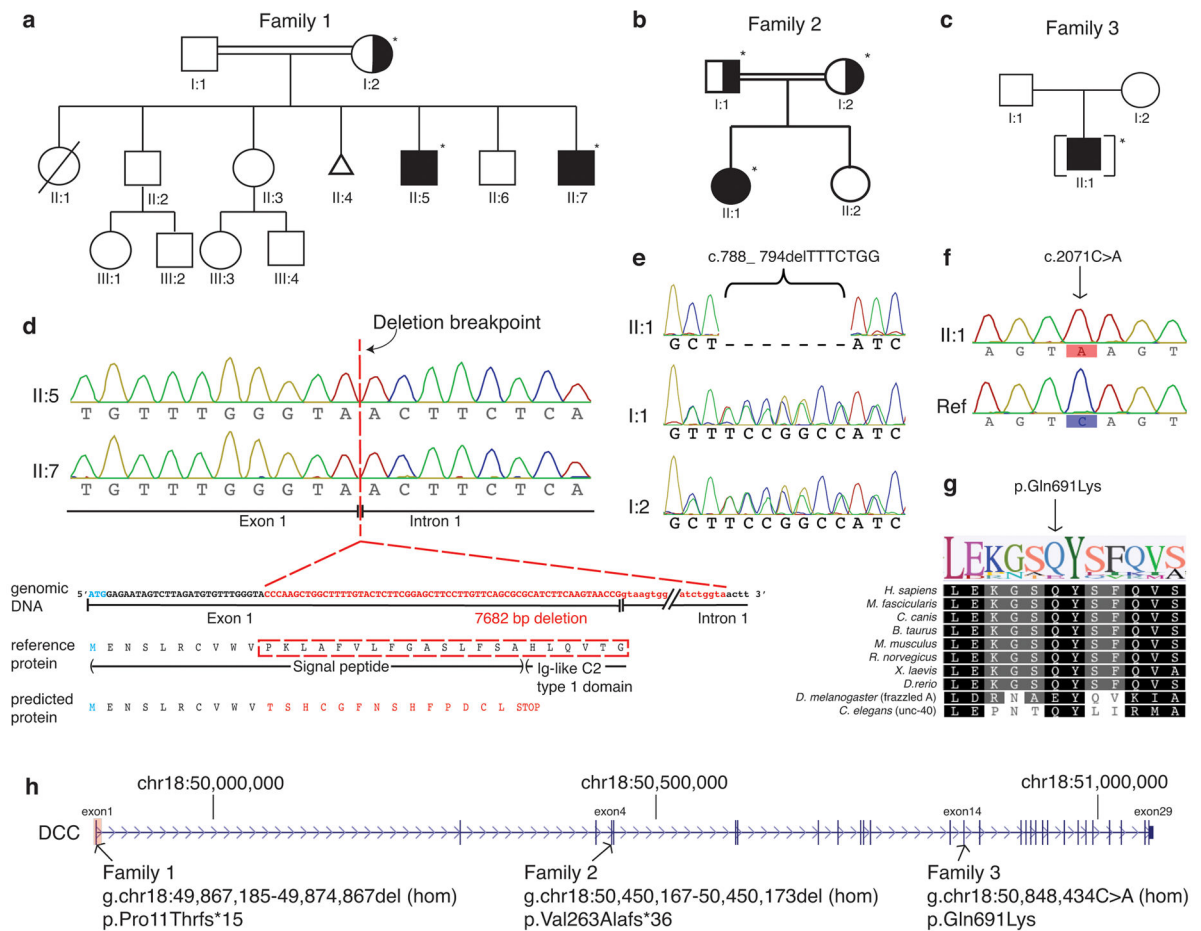 a
Family 1
*
I:1
I:2
*
*
II:1
II:2
II:3
II:4
II:5
II:6
II:7
III:1
III:2
III:3
III:4
b
Family 2
*
*
I:1
I:2
*
II:1
II:2
c
Family 3
I:1
I:2
*
II:1
d
Deletion breakpoint
II:5
T G T T T G G G T A A C T T C T C A
II:7
T G T T T G G G T A A C T T C T C A
Exon 1
Intron 1
genomic DNA
5'ATGGAGAATAGTCTTAGATGTGTTTGGGTACCCAAGCTGGCTTTTGTACTCTTCGGAGCTTCCTTGTTCAGCGCGCATCTTCAAGTAACCGgtaagtgg atctggtaactt 3'
Exon 1
7682 bp deletion
Intron 1
reference protein
M E N S L R C V W V P K L A F V L F G A S L F S A H L Q V T G
Signal peptide
Ig-like C2
type 1 domain
predicted protein
M E N S L R C V W V T S H C G F N S H F P D C L STOP
e
c.788_ 794delTTTCTGG
II:1
G C T - - - - - - - A T C
I:1
G T T T C C G G C C A T C
I:2
G C T T C C G G C C A T C
f
c.2071C>A
II:1
A G T A A G T
Ref
A G T C A G T
g
p.Gln691Lys
LEKGSQYSFQVS
H. sapiens L E K G S Q Y S F Q V S
M. fascicularis L E K G S Q Y S F Q V S
C. canis L E K G S Q Y S F Q V S
B. taurus L E K G S Q Y S F Q V S
M. musculus L E K G S Q Y S F Q V S
R. norvegicus L E K G S Q Y S F Q V S
X. laevis L E K G S Q Y S F Q V A
D.rerio L E K G S Q Y S F Q V S
D. melanogaster (frazzled A) L D R N A E Y Q V K I A
C. elegans (unc-40) L E P N T Q Y L I R M A
h
chr18:50,000,000
chr18:50,500,000
chr18:51,000,000
exon1
exon4
exon14
exon29
DCC
Family 1
g.chr18:49,867,185-49,874,867del (hom)
p.Pro11Thrfs*15
Family 2
g.chr18:50,450,167-50,450,173del (hom)
p.Val263Alafs*36
Family 3
g.chr18:50,848,434C>A (hom)
p.Gln691Lys